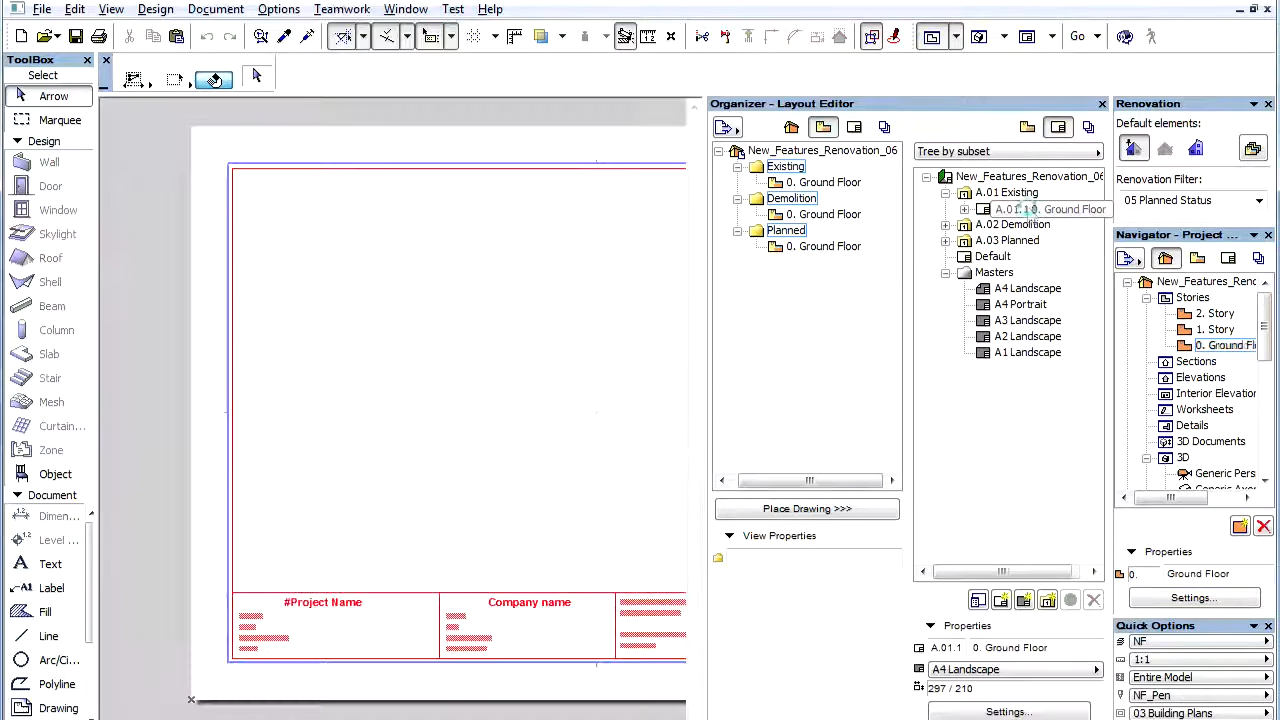 File Edit View Design Document Options Teamwork Window Test Help
Go
ToolBox
Select
Arrow
Marquee
Design
Wall
Door
Window
Skylight
Roof
Shell
Beam
Column
Slab
Stair
Mesh
Curtain...
Zone
Object
Document
Dimen...
Level ...
Text
Label
Fill
Line
Arc/Ci...
Polyline
Drawing
#Project Name
Company name
Organizer - Layout Editor
New_Features_Renovation_06
Existing
0. Ground Floor
Demolition
0. Ground Floor
Planned
0. Ground Floor
Place Drawing >>>
View Properties
Tree by subset
New_Features_Renovation_06
A.01 Existing
A.01.1 0. Ground Floor
A.02 Demolition
A.03 Planned
Default
Masters
A4 Landscape
A4 Portrait
A3 Landscape
A2 Landscape
A1 Landscape
Properties
A.01.1 0. Ground Floor
A4 Landscape
297 / 210
Settings...
Renovation
Default elements:
Renovation Filter:
05 Planned Status
Navigator - Project ...
New_Features_Renc
Stories
2. Story
1. Story
0. Ground Fl
Sections
Elevations
Interior Elevation
Worksheets
Details
3D Documents
3D
Generic Pers
Generic Axor
Properties
0. Ground Floor
Settings...
Quick Options
NF
1:1
Entire Model
NF_Pen
03 Building Plans